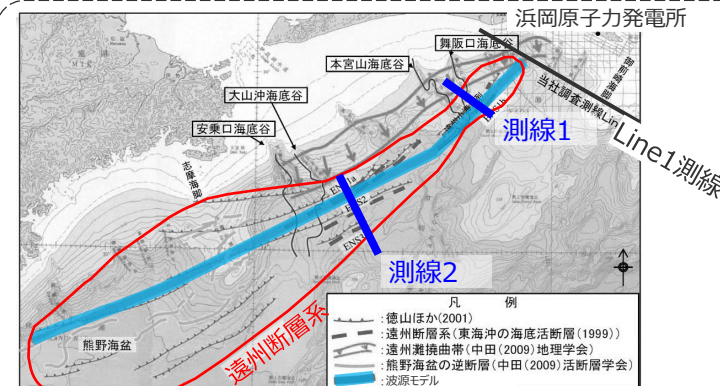 浜岡原子力発電所
舞阪口海底谷
本宮山海底谷
大山沖海底谷
安乗口海底谷
御前崎海脚
当社調査測線Lin
Line1測線
測線1
志摩海脚
ENS1a
ENS2
ENS3
測線2
遠州断層系
熊野海盆
凡 例
:徳山ほか(2001)
:遠州断層系(東海沖の海底活断層(1999))
:遠州灘撓曲帯(中田(2009)地理学会)
:熊野海盆の逆断層(中田(2009)活断層学会)
:波源モデル